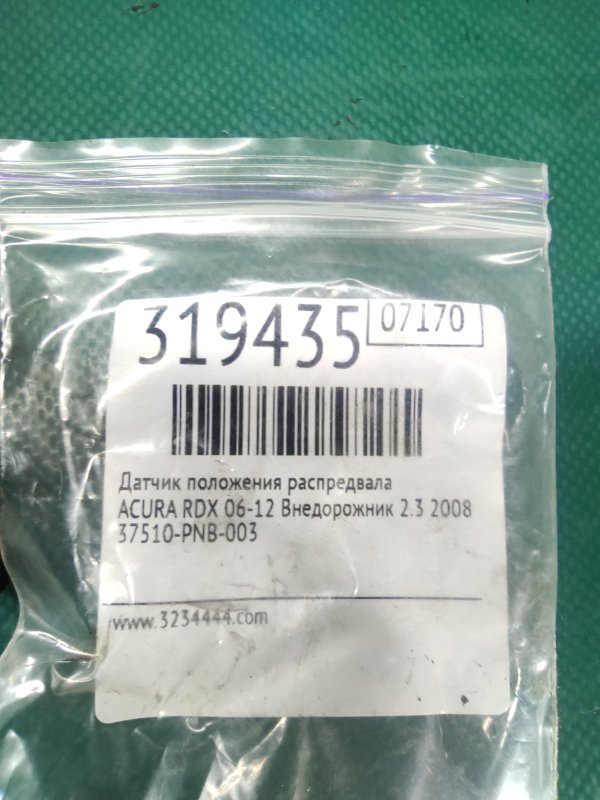 319435
07170
Датчик положения распредвала
ACURA RDX 06-12 Внедорожник 2.3 2008
37510-PNB-003
www.3234444.com